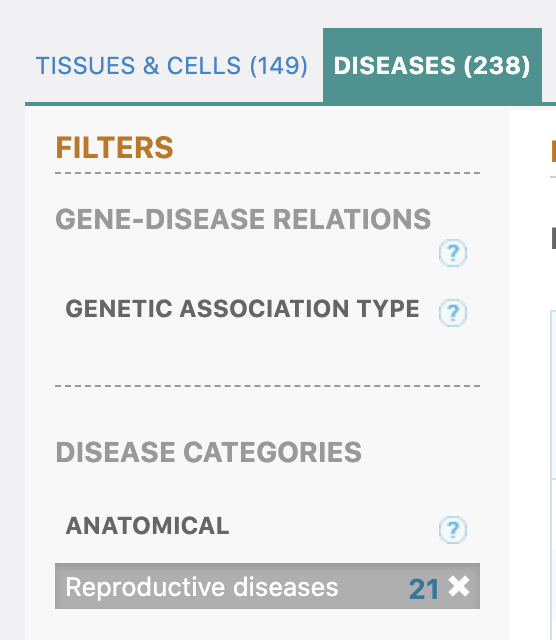 TISSUES & CELLS (149) DISEASES (238)
FILTERS
GENE-DISEASE RELATIONS
?
GENETIC ASSOCIATION TYPE ?
DISEASE CATEGORIES
ANATOMICAL ?
Reproductive diseases 21 ✖